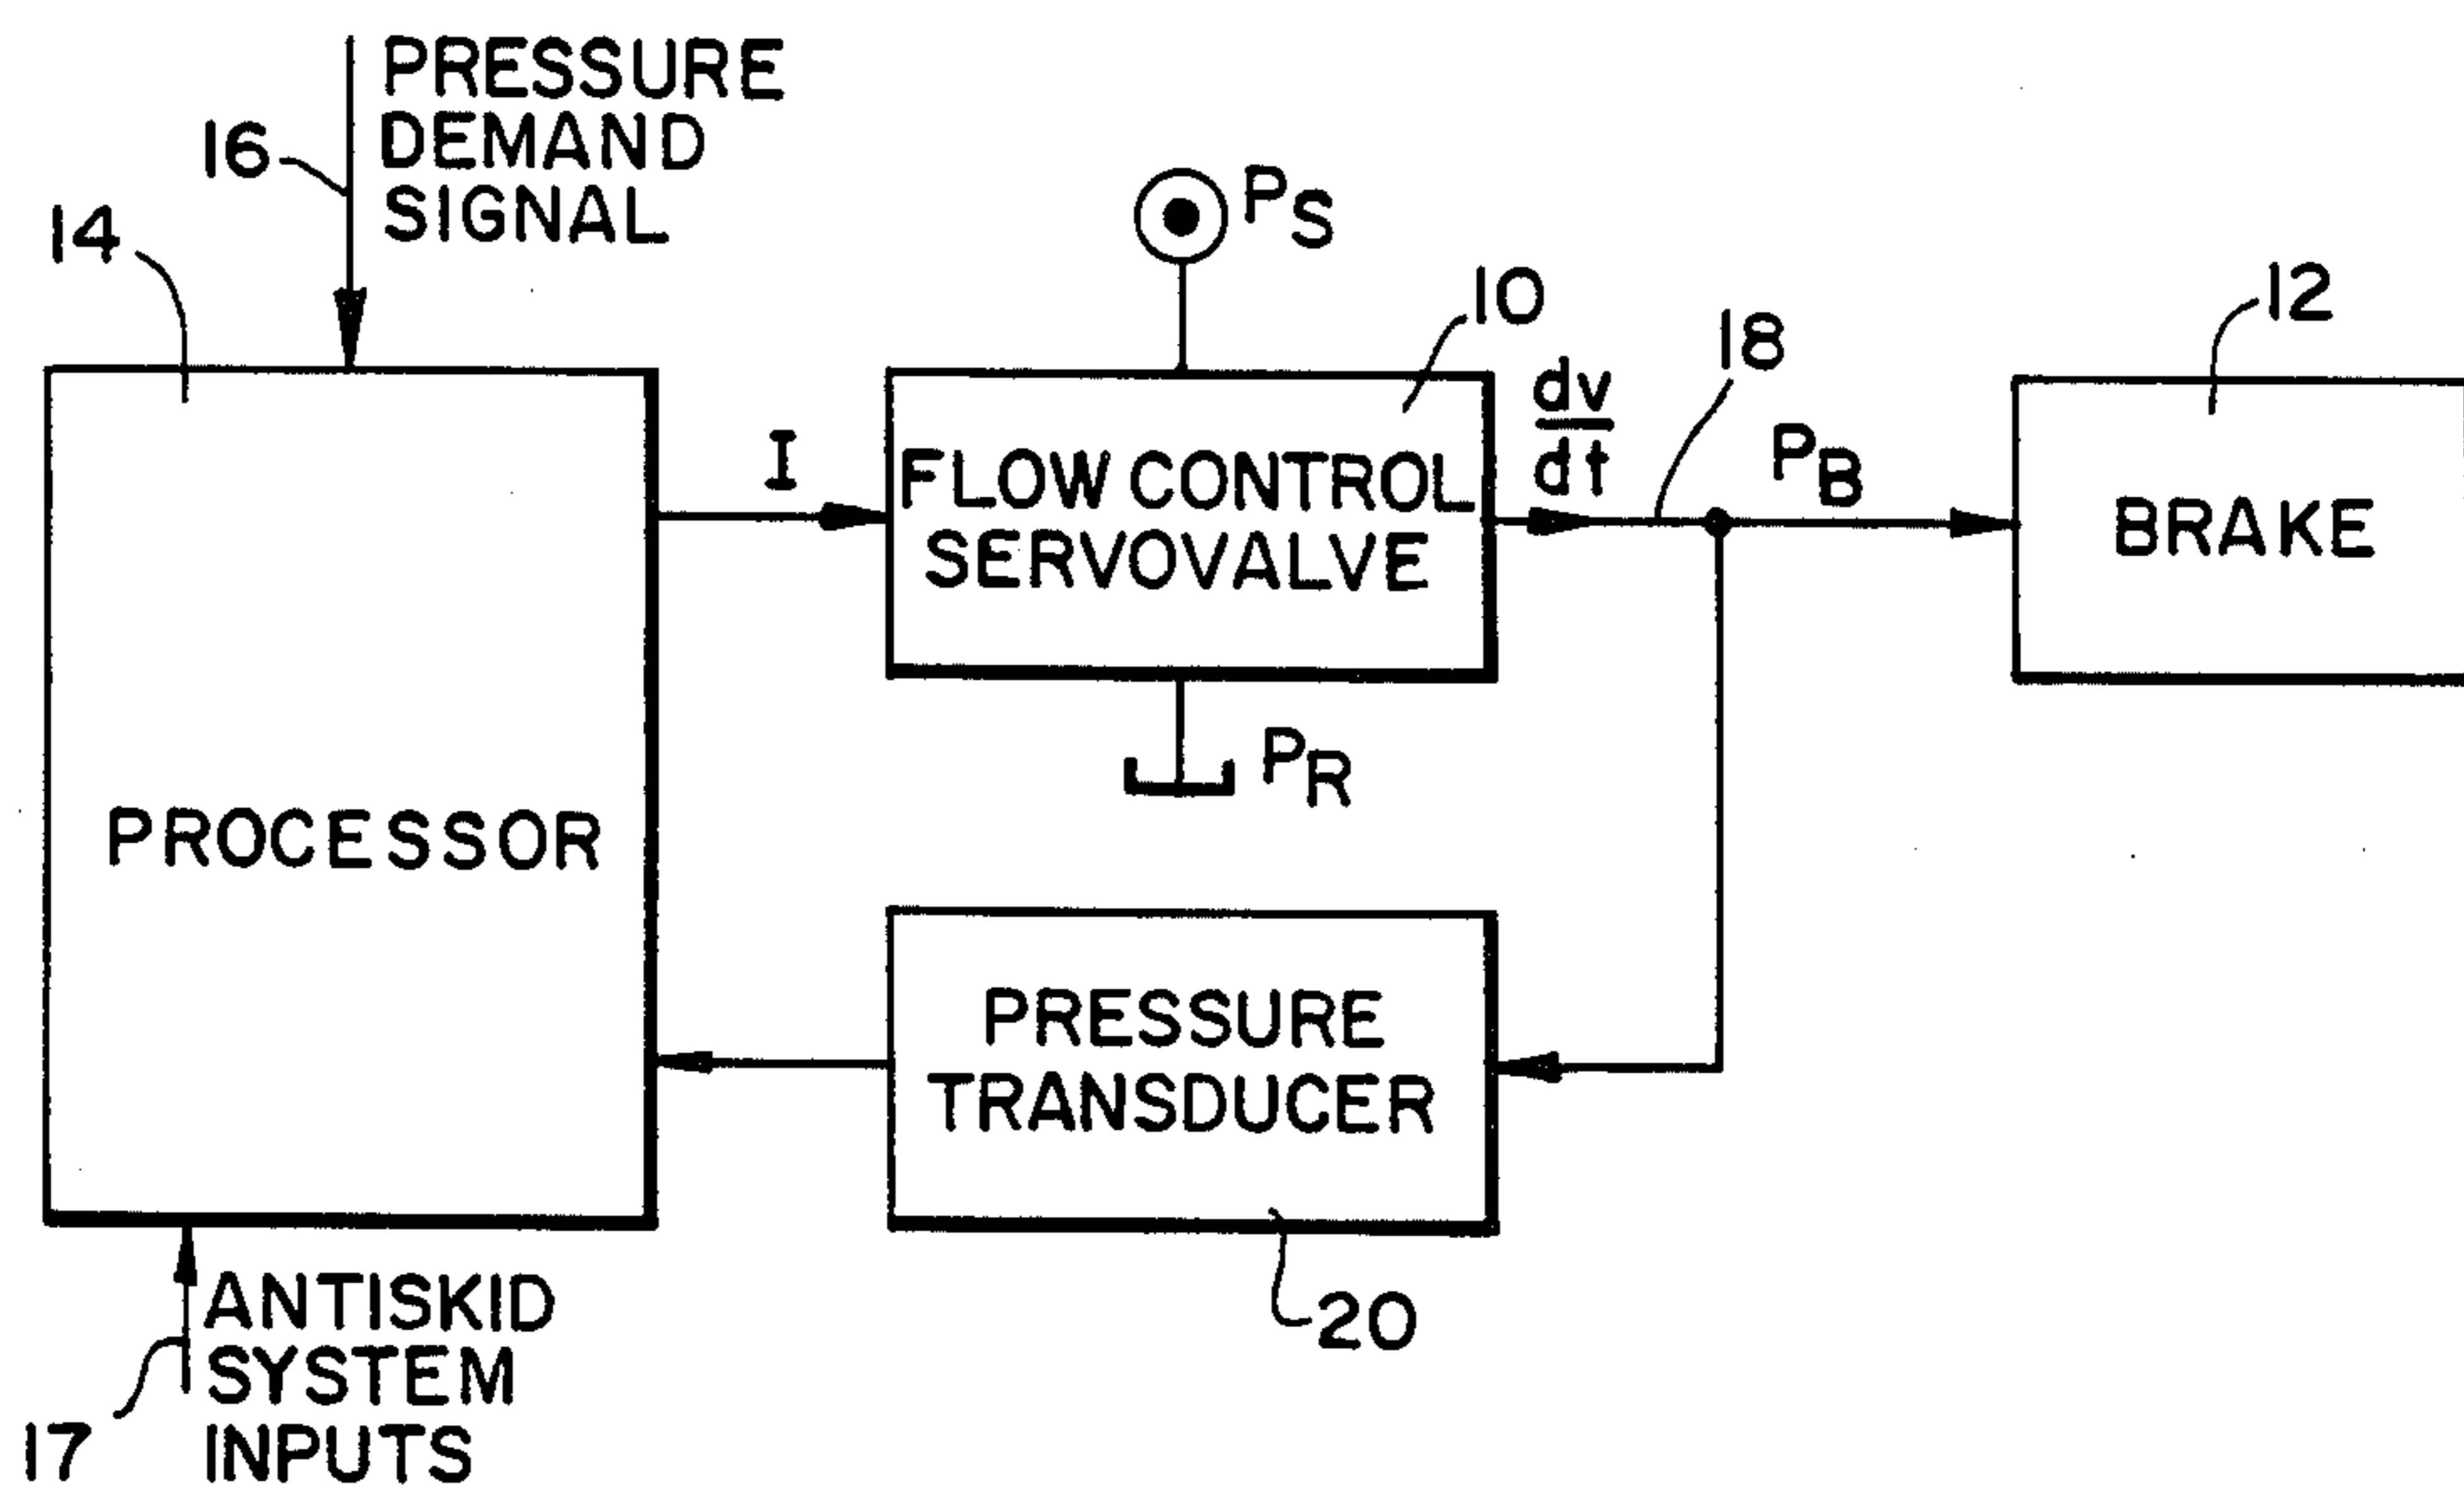 PRESSURE
DEMAND
SIGNAL
16
14
PS
10
18
12
I
dv
dt
PB
FLOW CONTROL
SERVOVALVE
BRAKE
PR
PROCESSOR
PRESSURE
TRANSDUCER
20
ANTISKID
SYSTEM
INPUTS
17